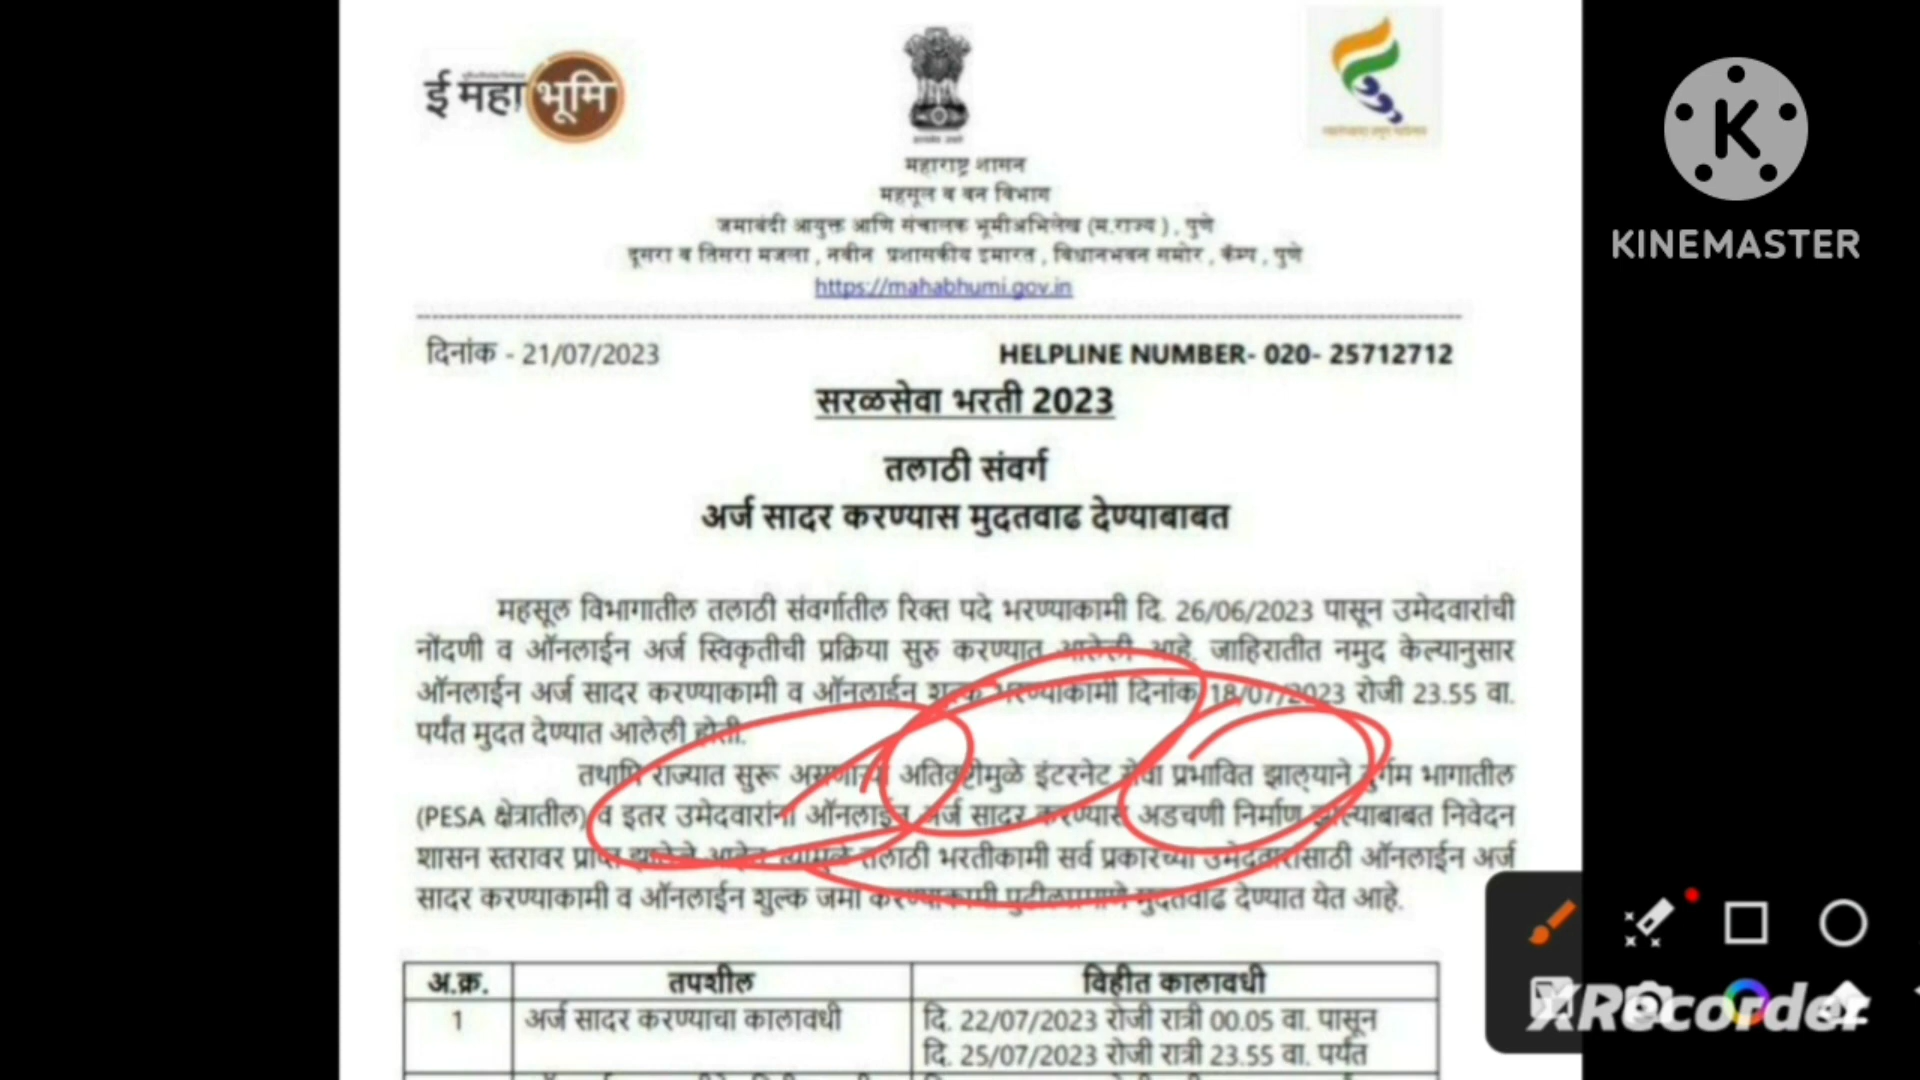 ई महाभूमि
KINEMASTER
महाराष्ट्र शासन
महसूल व वन विभाग
जमाबंदी आयुक्त आणि संचालक भूमीअभिलेख (म.राज्य ) , पुणे
दूसरा व तिसरा मजला , नवीन प्रशासकीय इमारत , विधानभवन समोर , कॅम्प , पुणे
https://mahabhumi.gov.in
दिनांक - 21/07/2023 HELPLINE NUMBER- 020- 25712712
सरळसेवा भरती 2023
तलाठी संवर्ग
अर्ज सादर करण्यास मुदतवाढ देण्याबाबत
महसूल विभागातील तलाठी संवर्गातील रिक्त पदे भरण्याकामी दि. 26/06/2023 पासून उमेदवारांची
नोंदणी व ऑनलाईन अर्ज स्विकृतीची प्रक्रिया सुरु करण्यात आलेली आहे. जाहिरातीत नमुद केल्यानुसार
ऑनलाईन अर्ज सादर करण्याकामी व ऑनलाईन शुल्क भरण्याकामी दिनांक 18/07/2023 रोजी 23.55 वा.
पर्यंत मुदत देण्यात आलेली होती.
तथापि राज्यात सुरू असणाऱ्या अतिवृष्टीमुळे इंटरनेट सेवा प्रभावित झाल्याने दुर्गम भागातील
(PESA क्षेत्रातील) व इतर उमेदवारांना ऑनलाईन अर्ज सादर करण्यास अडचणी निर्माण झाल्याबाबत निवेदन
शासन स्तरावर प्राप्त झालेले आहेत त्यामुळे तलाठी भरतीकामी सर्व प्रकारच्या उमेदवारांसाठी ऑनलाईन अर्ज
सादर करण्याकामी व ऑनलाईन शुल्क जमा करण्याकामी पुढीलप्रमाणे मुदतवाढ देण्यात येत आहे.
अ.क्र. तपशील विहीत कालावधी
1 अर्ज सादर करण्याचा कालावधी दि. 22/07/2023 रोजी रात्री 00.05 वा. पासून
दि. 25/07/2023 रोजी रात्री 23.55 वा. पर्यंत
XRecorder